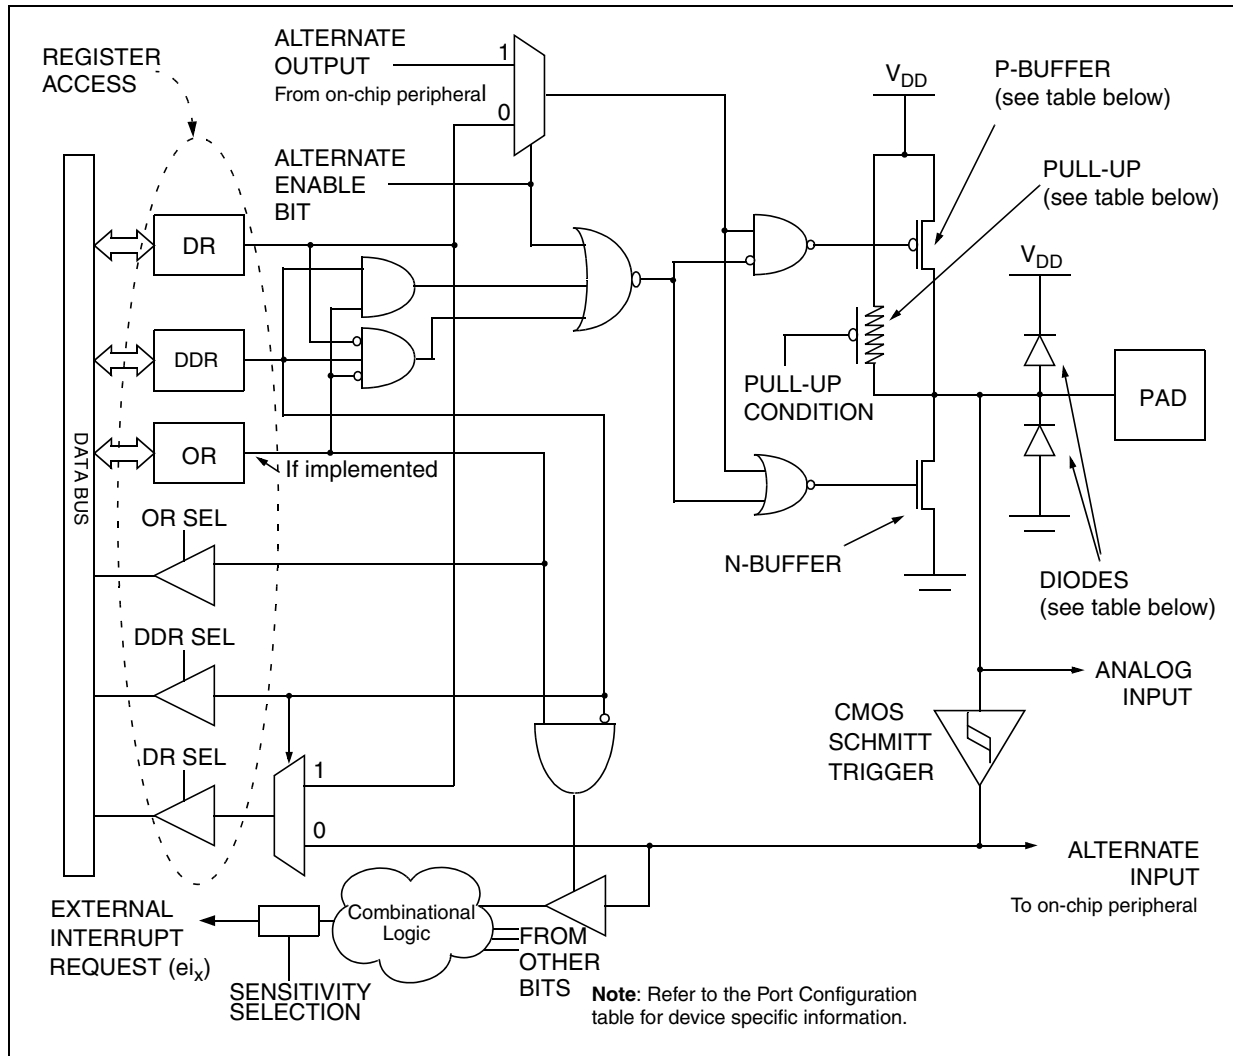 REGISTER
ACCESS
ALTERNATE
OUTPUT
From on-chip peripheral
1
0
ALTERNATE
ENABLE
BIT
VDD
P-BUFFER
(see table below)
PULL-UP
(see table below)
DR
DDR
OR
If implemented
DATA BUS
VDD
PULL-UP
CONDITION
PAD
N-BUFFER
DIODES
(see table below)
OR SEL
DDR SEL
DR SEL
1
0
CMOS
SCHMITT
TRIGGER
ANALOG
INPUT
ALTERNATE
INPUT
To on-chip peripheral
EXTERNAL
INTERRUPT
REQUEST (eix)
Combinational
Logic
SENSITIVITY
SELECTION
FROM
OTHER
BITS
Note: Refer to the Port Configuration
table for device specific information.